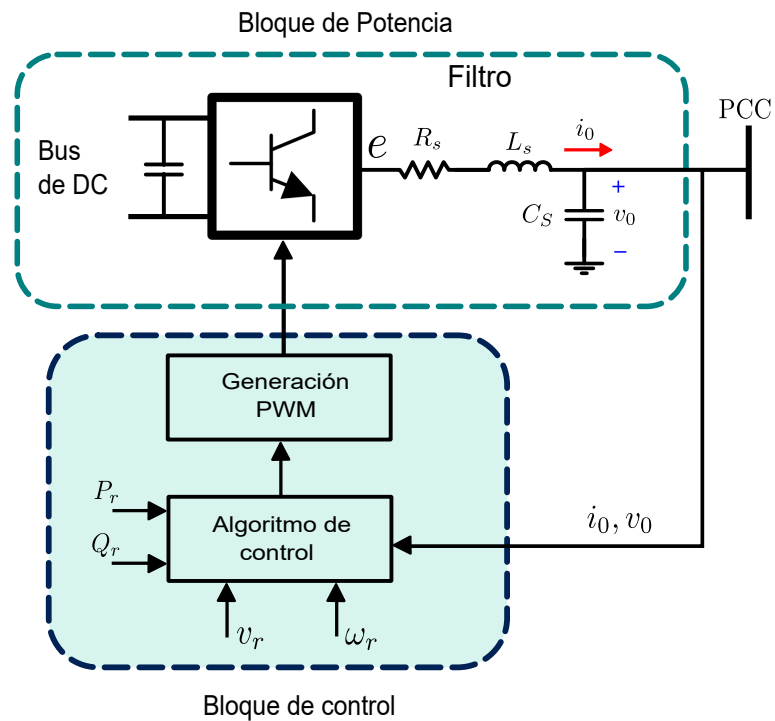 Bloque de Potencia
Filtro
PCC
Bus
de DC
e
R_s
L_s
i_0
+
C_S
v_0
−
Generación
PWM
P_r
Q_r
Algoritmo de
control
i_0, v_0
v_r
ω_r
Bloque de control